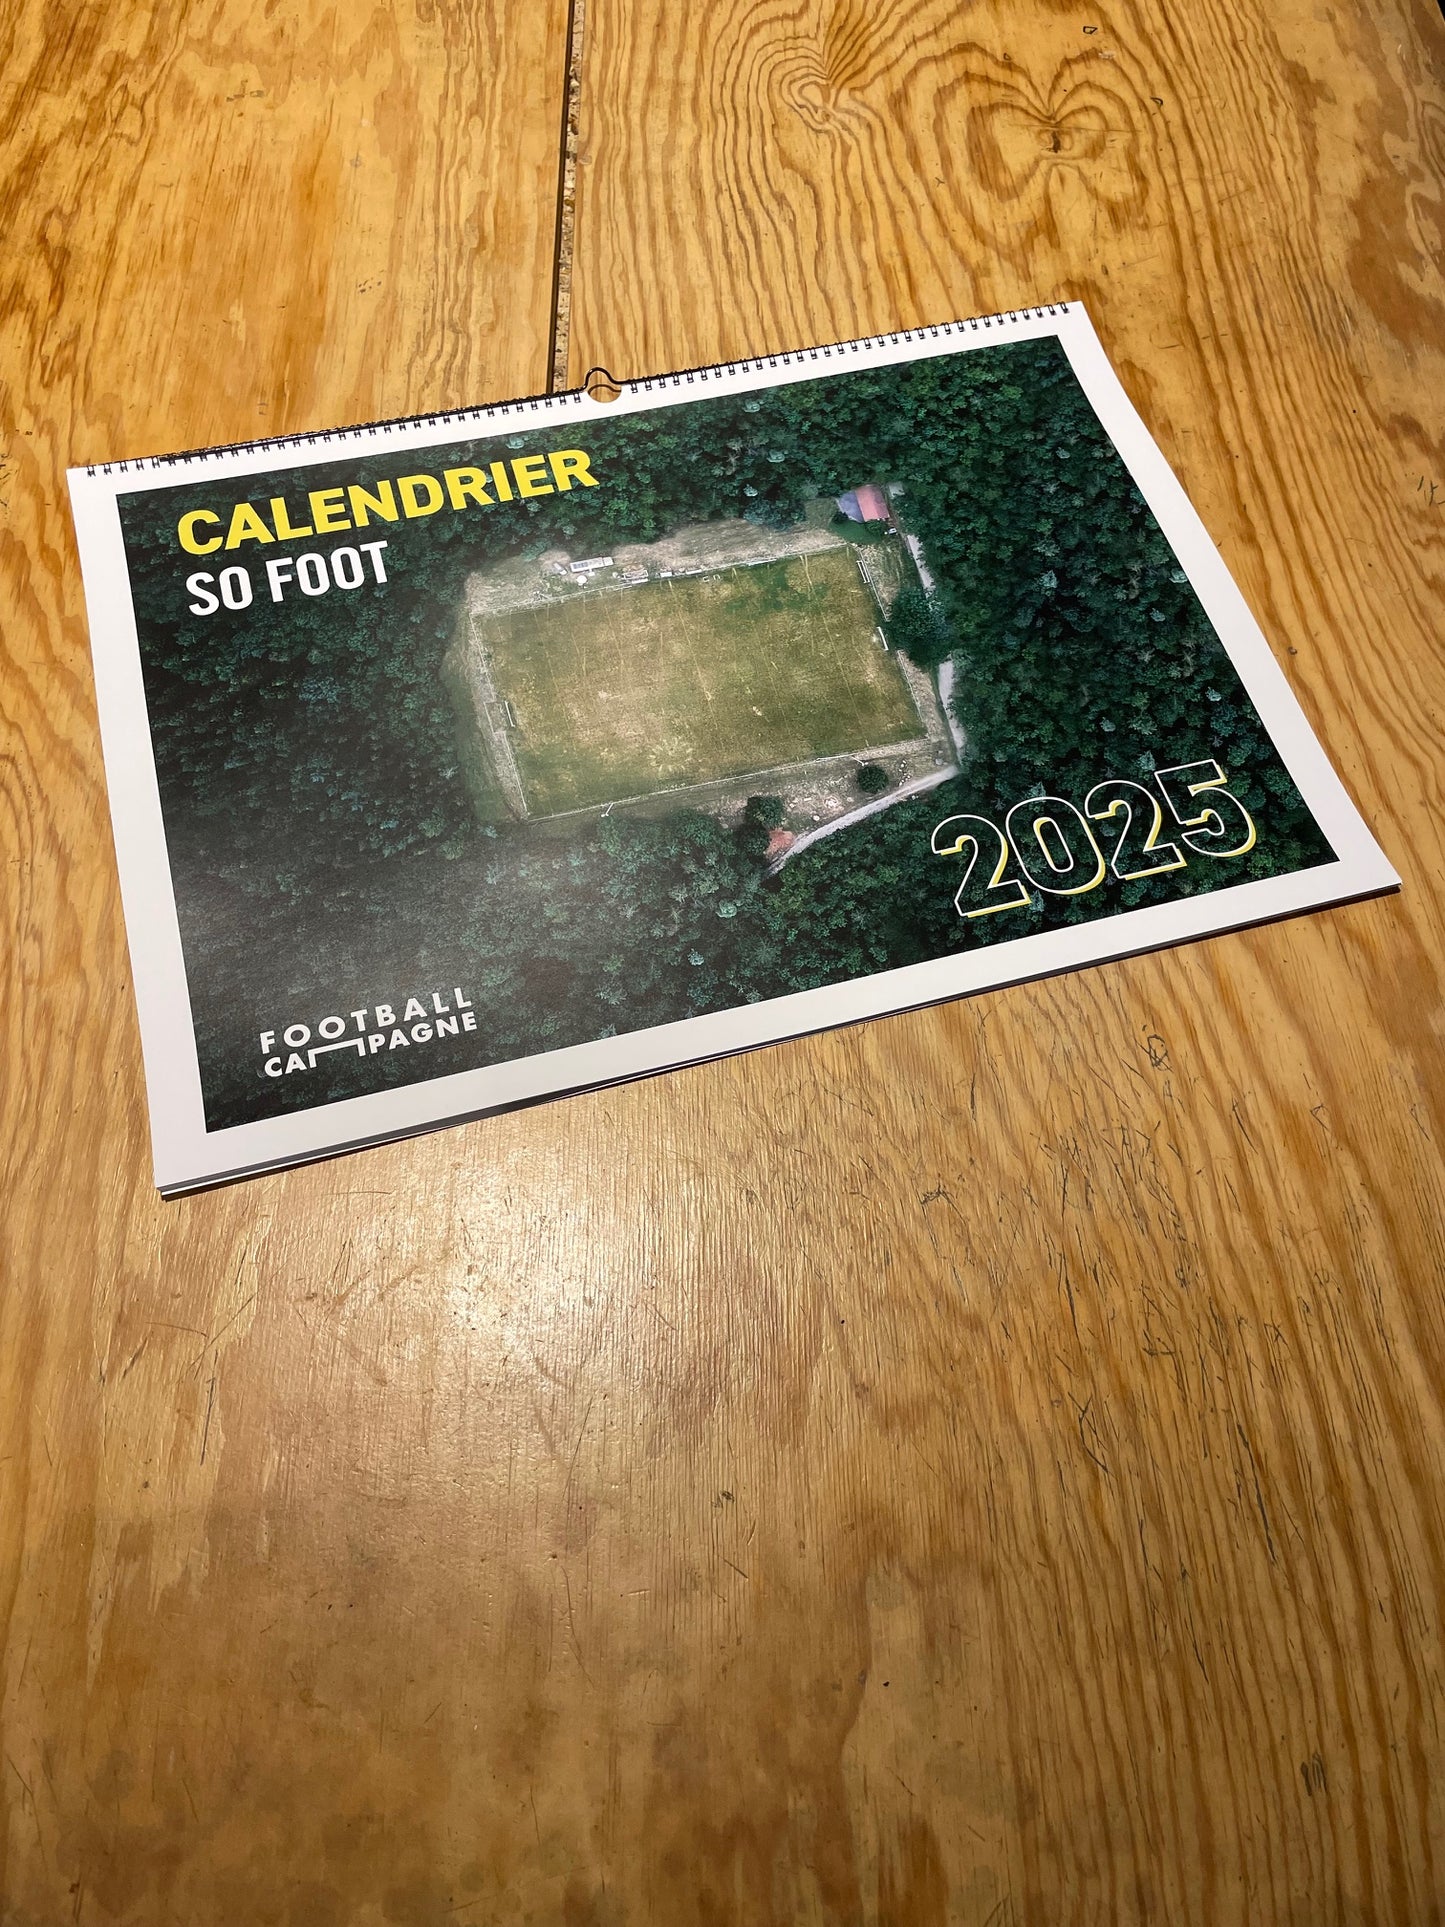 CALENDRIER
SO FOOT
2025
FOOTBALL
CAMPAGNE